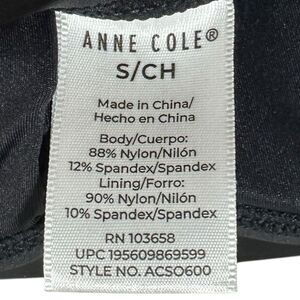 ANNE COLE®
S/CH
Made in China/
Hecho en China
Body/Cuerpo:
88% Nylon/Nilón
12% Spandex/Spandex
Lining/Forro:
90% Nylon/Nilón
10% Spandex/Spandex
RN 103658
UPC 195609869599
STYLE NO. ACSO600